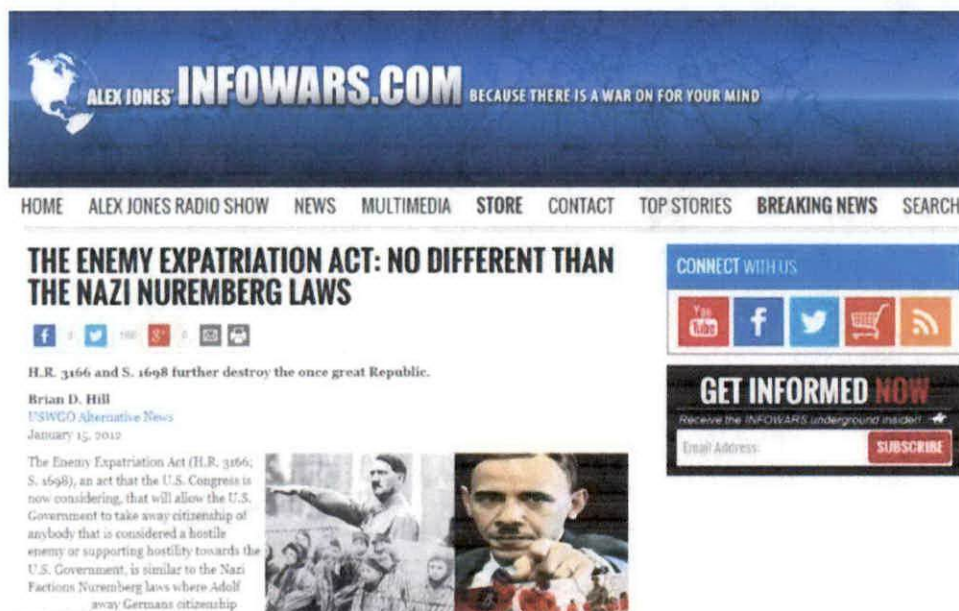 ALEX JONES' INFOWARS.COM BECAUSE THERE IS A WAR ON FOR YOUR MIND
HOME ALEX JONES RADIO SHOW NEWS MULTIMEDIA STORE CONTACT TOP STORIES BREAKING NEWS SEARCH
THE ENEMY EXPATRIATION ACT: NO DIFFERENT THAN
THE NAZI NUREMBERG LAWS
H.R. 3166 and S. 1698 further destroy the once great Republic.
Brian D. Hill
USWGO Alternative News
January 15, 2012
The Enemy Expatriation Act (H.R. 3166;
S. 1698), an act that the U.S. Congress is
now considering, that will allow the U.S.
Government to take away citizenship of
anybody that is considered a hostile
enemy or supporting hostility towards the
U.S. Government, is similar to the Nazi
Factions Nuremberg laws where Adolf
away Germans citizenship
CONNECT WITH US
You Tube
GET INFORMED NOW
Receive the INFOWARS underground insider!
Email Address: SUBSCRIBE